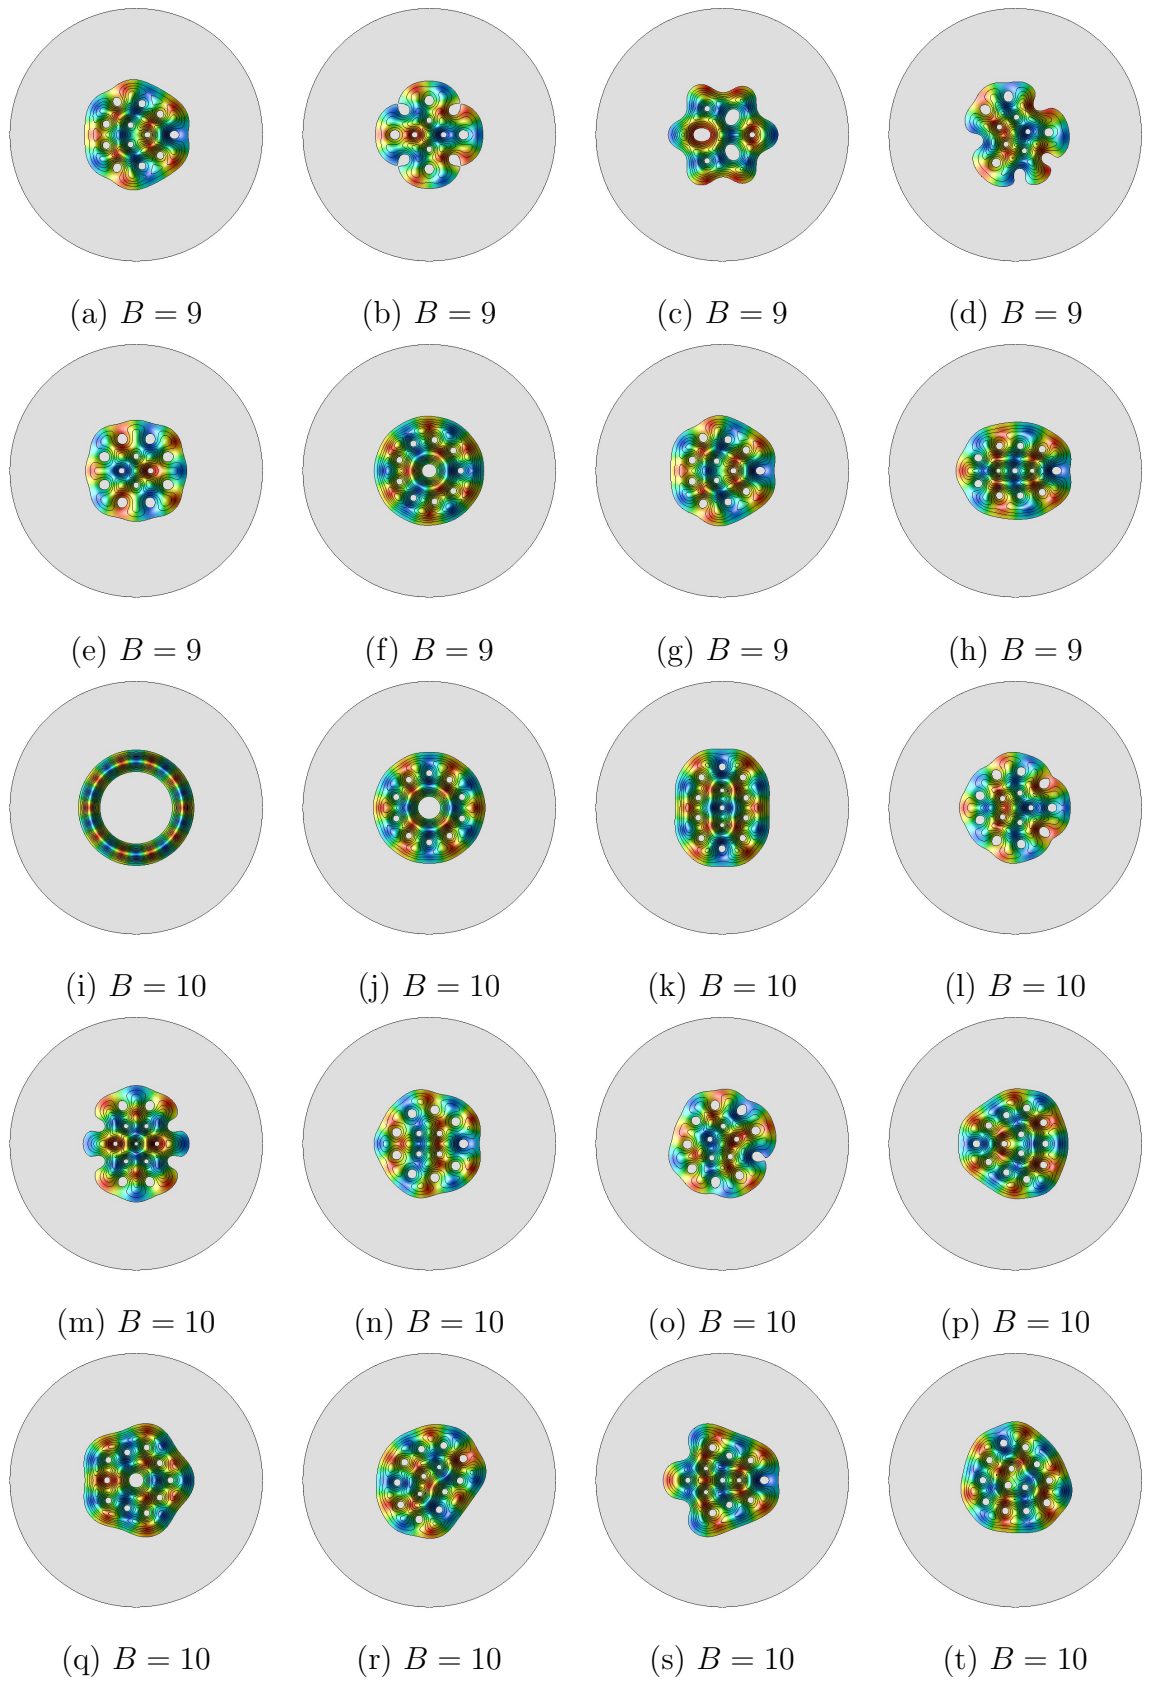 (a) B = 9 (b) B = 9 (c) B = 9 (d) B = 9
(e) B = 9 (f) B = 9 (g) B = 9 (h) B = 9
(i) B = 10 (j) B = 10 (k) B = 10 (l) B = 10
(m) B = 10 (n) B = 10 (o) B = 10 (p) B = 10
(q) B = 10 (r) B = 10 (s) B = 10 (t) B = 10